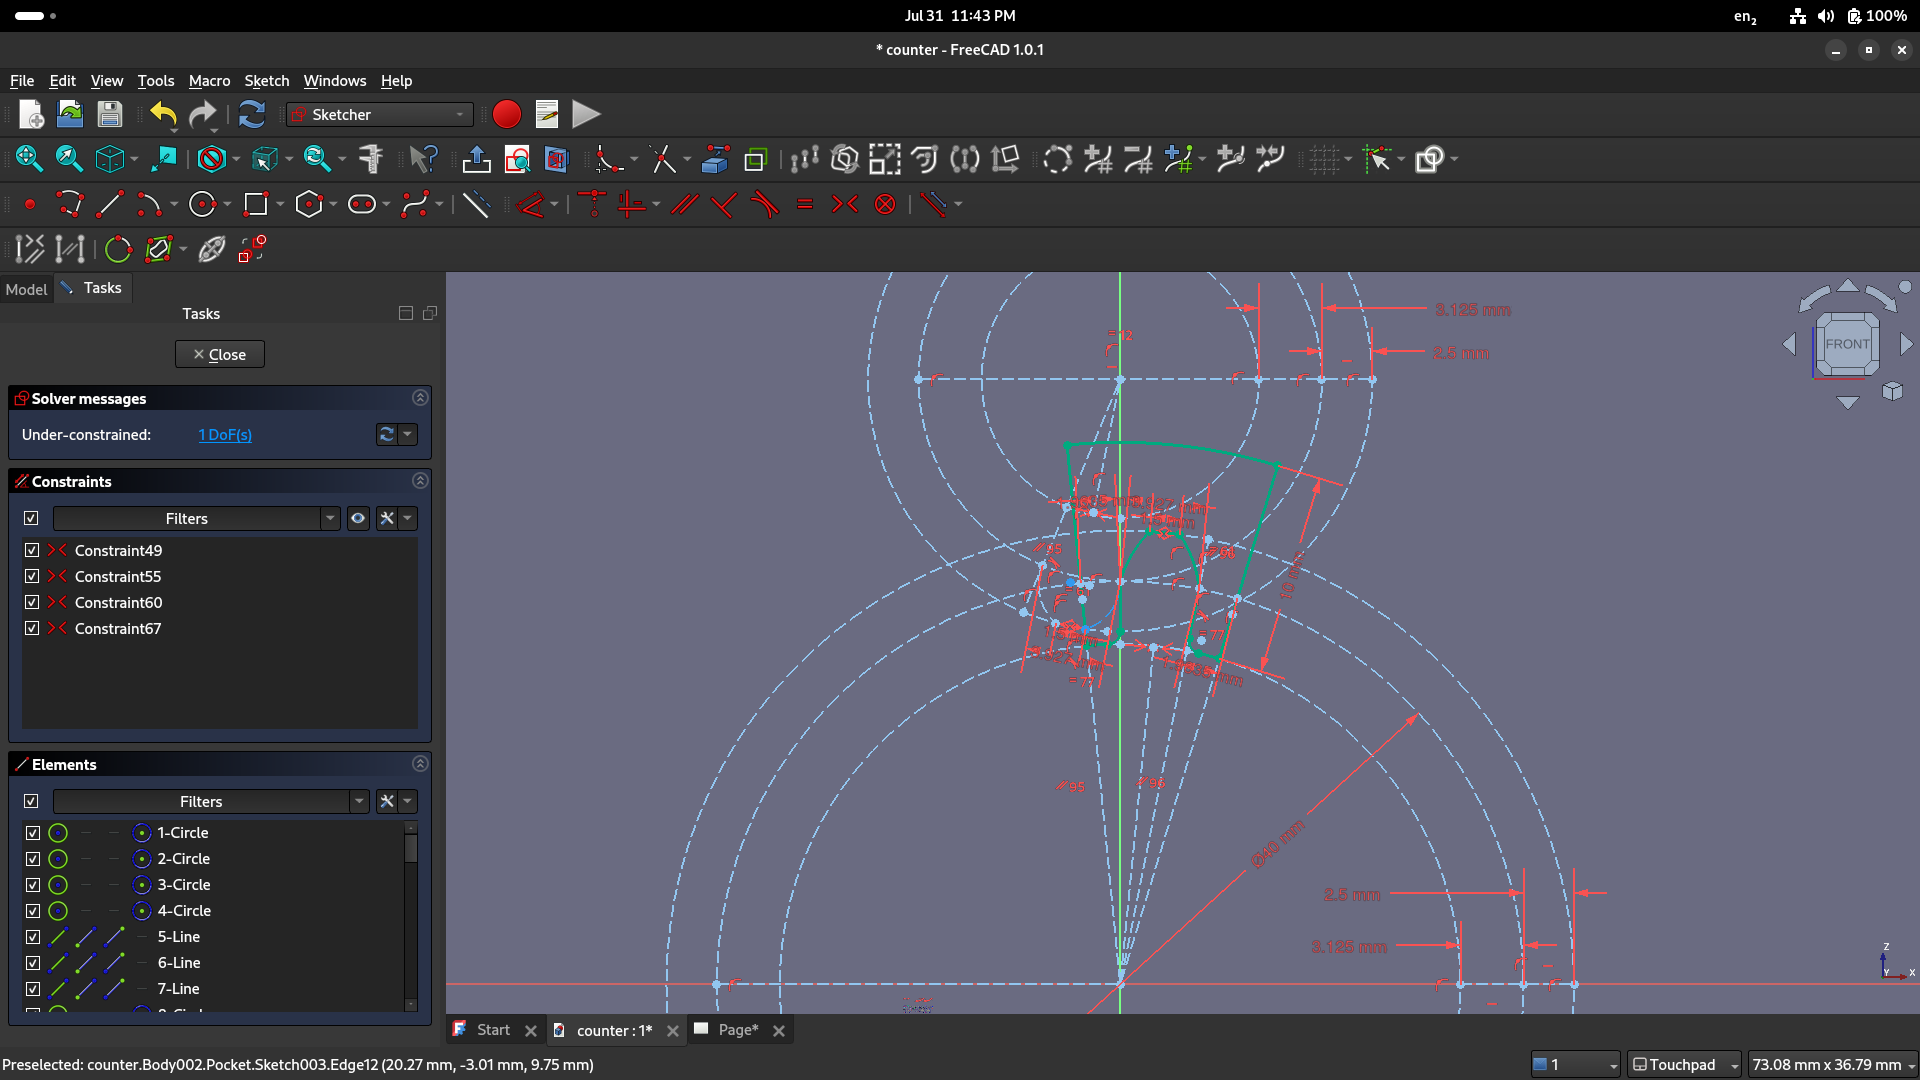 Jul 31 11:43 PM
en₂
100%
* counter - FreeCAD 1.0.1
File Edit View Tools Macro Sketch Windows Help
Sketcher
Model Tasks
Tasks
Close
Solver messages
Under-constrained: 1 DoF(s)
Constraints
Filters
Constraint49
Constraint55
Constraint60
Constraint67
Elements
Filters
1-Circle
2-Circle
3-Circle
4-Circle
5-Line
6-Line
7-Line
FRONT
3.125 mm
2.5 mm
=12
95
10 mm
=77
=77
95
95
Ø40 mm
2.5 mm
3.125 mm
Z
Y
X
Start
counter : 1*
Page*
Preselected: counter.Body002.Pocket.Sketch003.Edge12 (20.27 mm, -3.01 mm, 9.75 mm)
1
Touchpad
73.08 mm x 36.79 mm